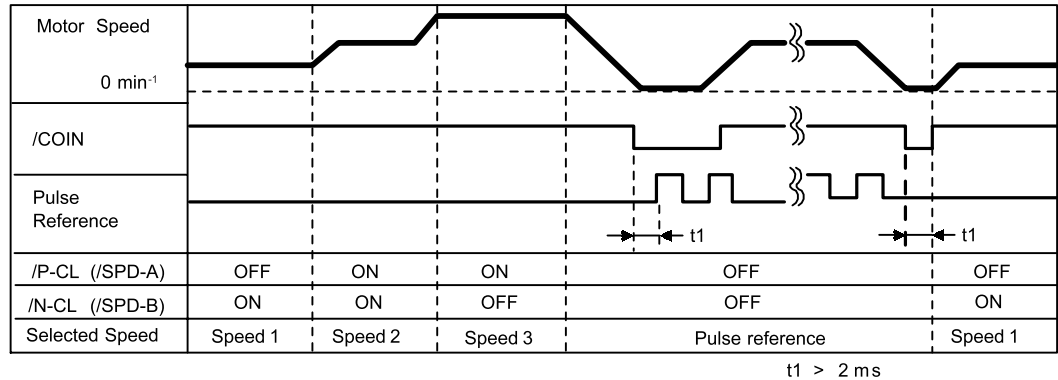 Motor Speed
0 min-1
/COIN
Pulse
Reference
t1
t1
/P-CL (/SPD-A) OFF ON ON OFF OFF
/N-CL (/SPD-B) ON ON OFF OFF ON
Selected Speed Speed 1 Speed 2 Speed 3 Pulse reference Speed 1
t1 > 2 ms